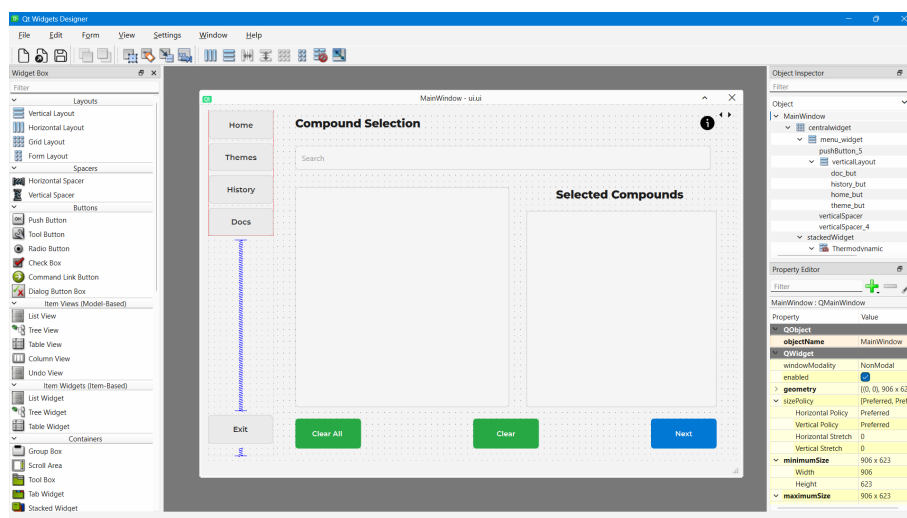 Qt Widgets Designer
File Edit Form View Settings Window Help
Widget Box
Filter
Layouts
Vertical Layout
Horizontal Layout
Grid Layout
Form Layout
Spacers
Horizontal Spacer
Vertical Spacer
Buttons
Push Button
Tool Button
Radio Button
Check Box
Command Link Button
Dialog Button Box
Item Views (Model-Based)
List View
Tree View
Table View
Column View
Undo View
Item Widgets (Item-Based)
List Widget
Tree Widget
Table Widget
Containers
Group Box
Scroll Area
Tool Box
Tab Widget
Stacked Widget
MainWindow - ui.ui
Home
Themes
History
Docs
Exit
Compound Selection
Search
Selected Compounds
Clear All
Clear
Next
Object Inspector
Filter
Object
MainWindow
centralwidget
menu_widget
pushButton_5
verticalLayout
doc_but
history_but
home_but
theme_but
verticalSpacer
verticalSpacer_4
stackedWidget
Thermodynamic
Property Editor
Filter
MainWindow : QMainWindow
Property Value
QObject
objectName MainWindow
QWidget
windowModality NonModal
enabled
geometry [(0, 0), 906 x 62
sizePolicy [Preferred, Pref
Horizontal Policy Preferred
Vertical Policy Preferred
Horizontal Stretch 0
Vertical Stretch 0
minimumSize 906 x 623
Width 906
Height 623
maximumSize 906 x 623